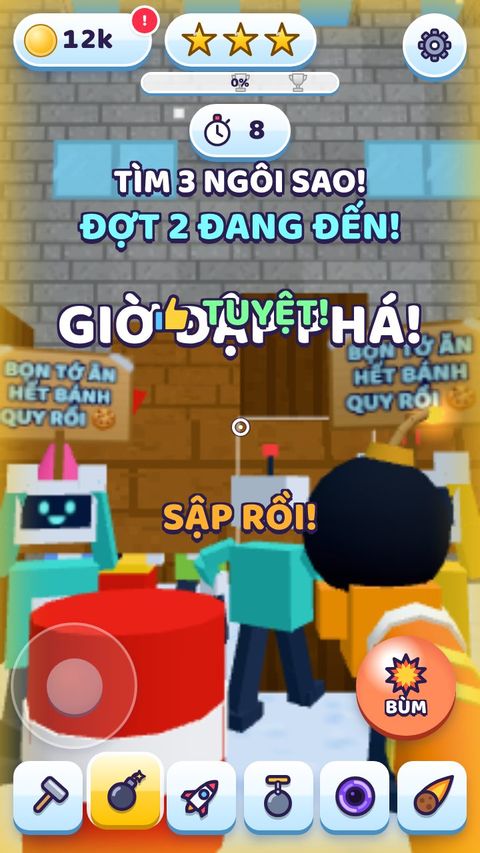 12k
!
0%
8
TÌM 3 NGÔI SAO!
ĐỢT 2 ĐANG ĐẾN!
TUYỆT!
SẬP RỒI!
BỌN TỚ ĂN
HẾT BÁNH
QUY RỒI
BỌN TỚ ĂN
HẾT BÁNH
QUY RỒI
BÙM